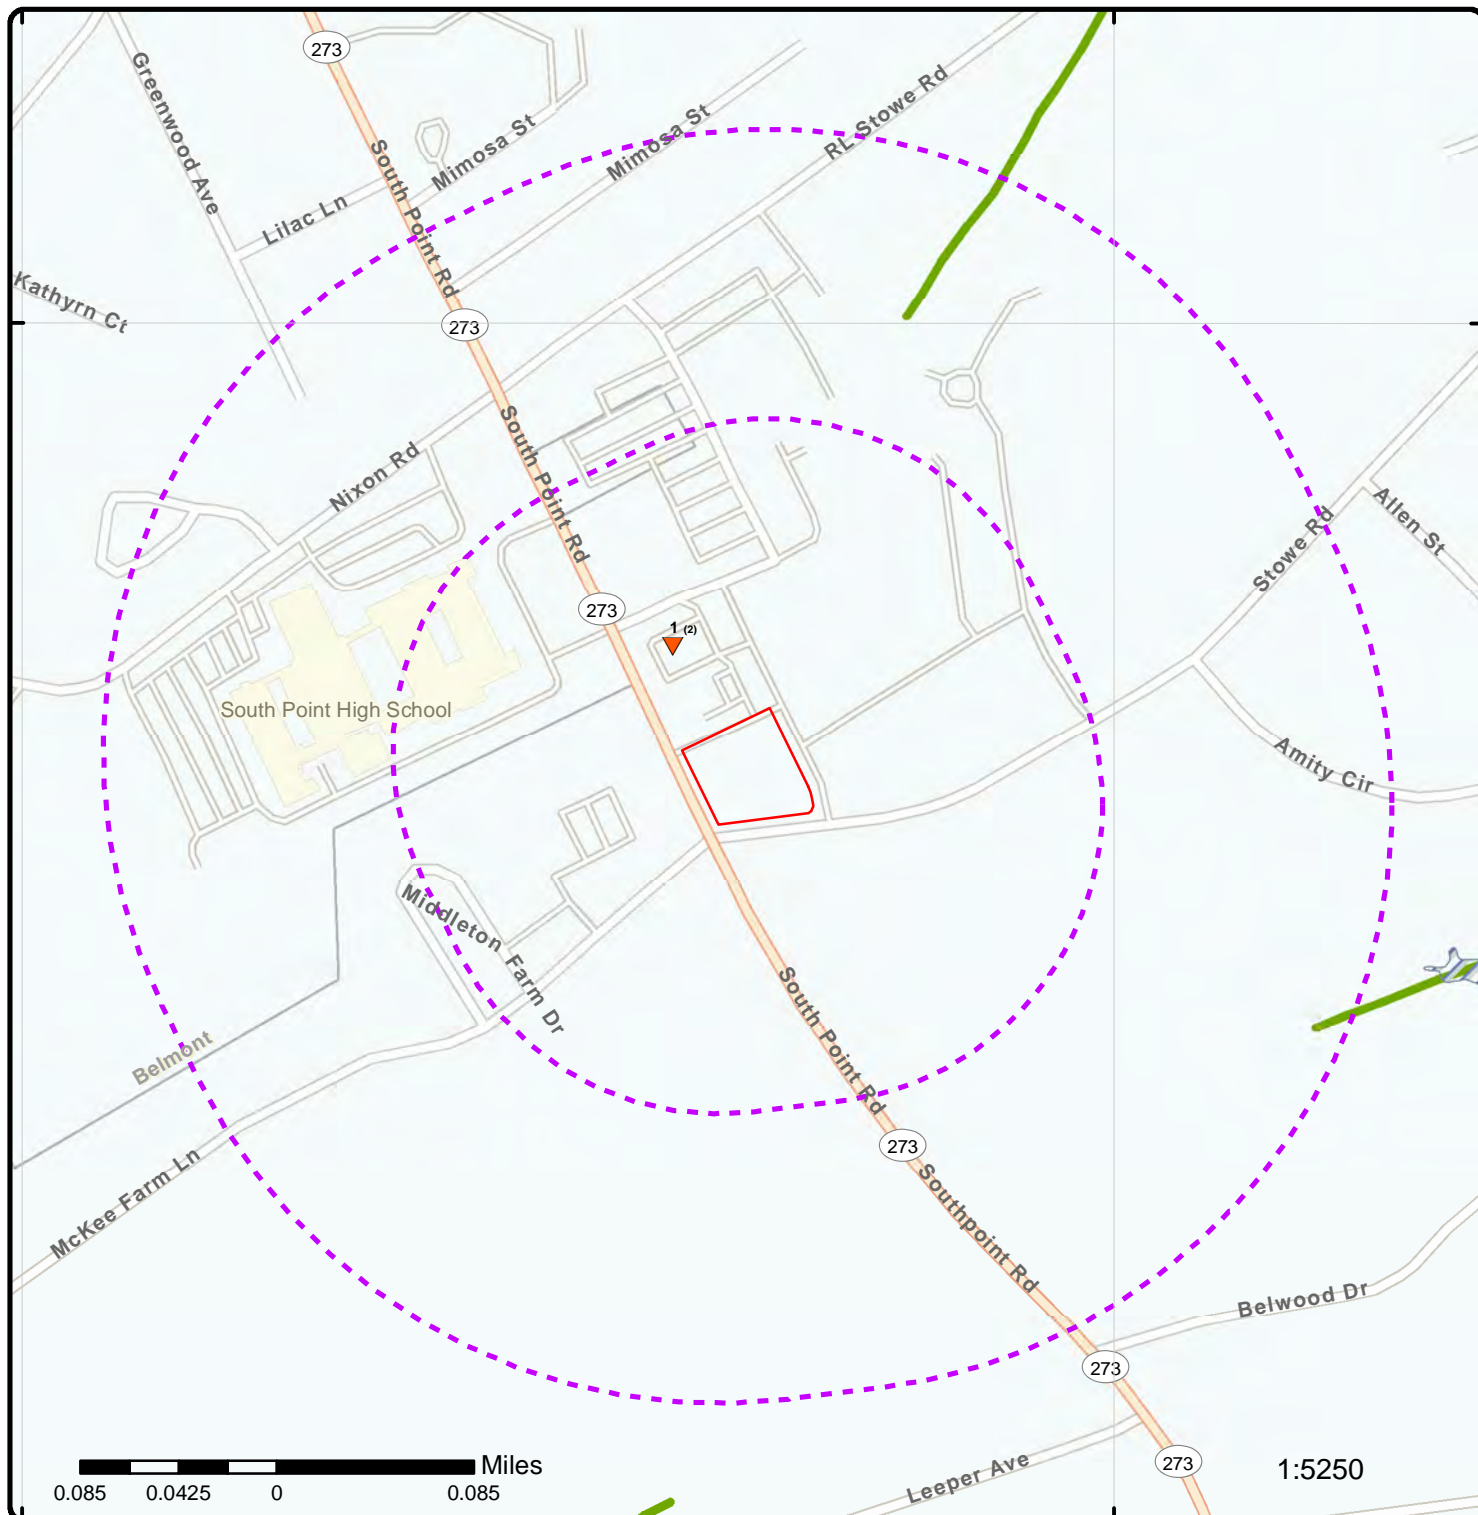 273
Greenwood Ave
South Point Rd
Mimosa St
Mimosa St
RL Stowe Rd
Lilac Ln
Kathyrn Ct
273
South Point Rd
Nixon Rd
Stowe Rd
Allen St
273
1 (2)
South Point High School
Amity Cir
Middleton Farm Dr
South Point Rd
Belmont
273
McKee Farm Ln
Southpoint Rd
Belwood Dr
273
Leeper Ave
273
Miles
0.085 0.0425 0 0.085
1:5250